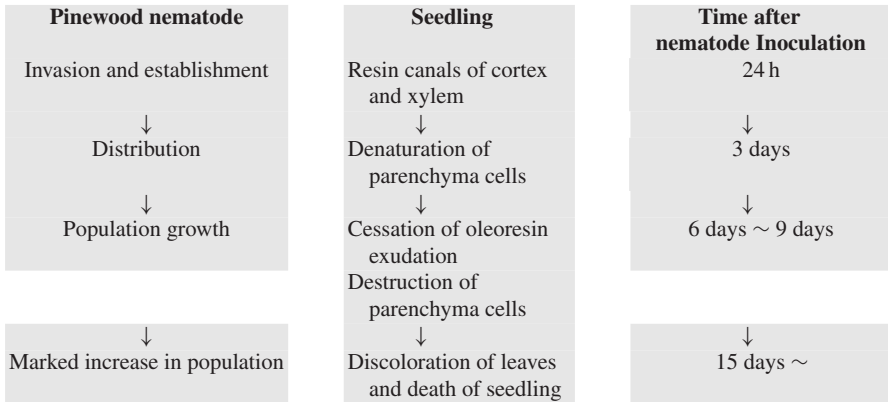 Pinewood nematode
Seedling
Time after
nematode Inoculation
Invasion and establishment
Resin canals of cortex
and xylem
24 h
↓ ↓ ↓
Distribution
Denaturation of
parenchyma cells
3 days
↓ ↓ ↓
Population growth
Cessation of oleoresin
exudation
6 days ∼ 9 days
Destruction of
parenchyma cells
↓ ↓ ↓
Marked increase in population
Discoloration of leaves
and death of seedling
15 days ∼